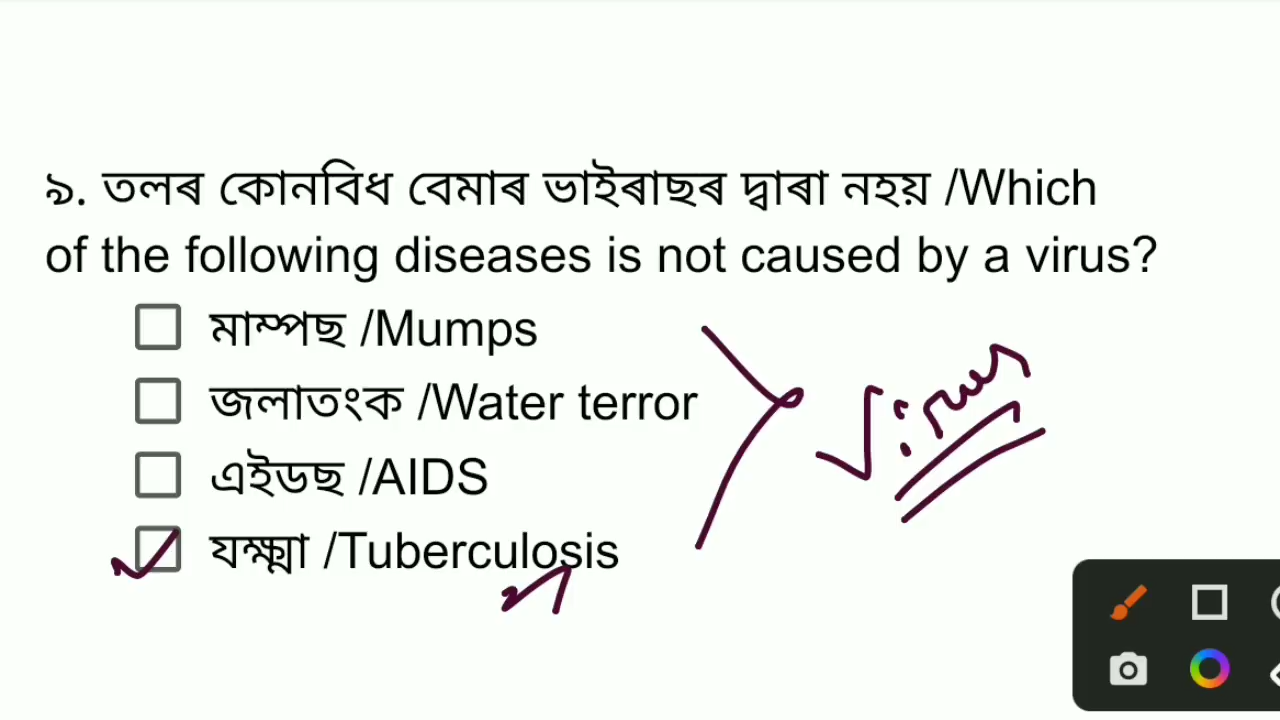 ৯. তলৰ কোনবিধ বেমাৰ ভাইৰাছৰ দ্বাৰা নহয় /Which
of the following diseases is not caused by a virus?
মাম্পছ /Mumps
জলাতংক /Water terror
এইডছ /AIDS
যক্ষ্মা /Tuberculosis
Virus